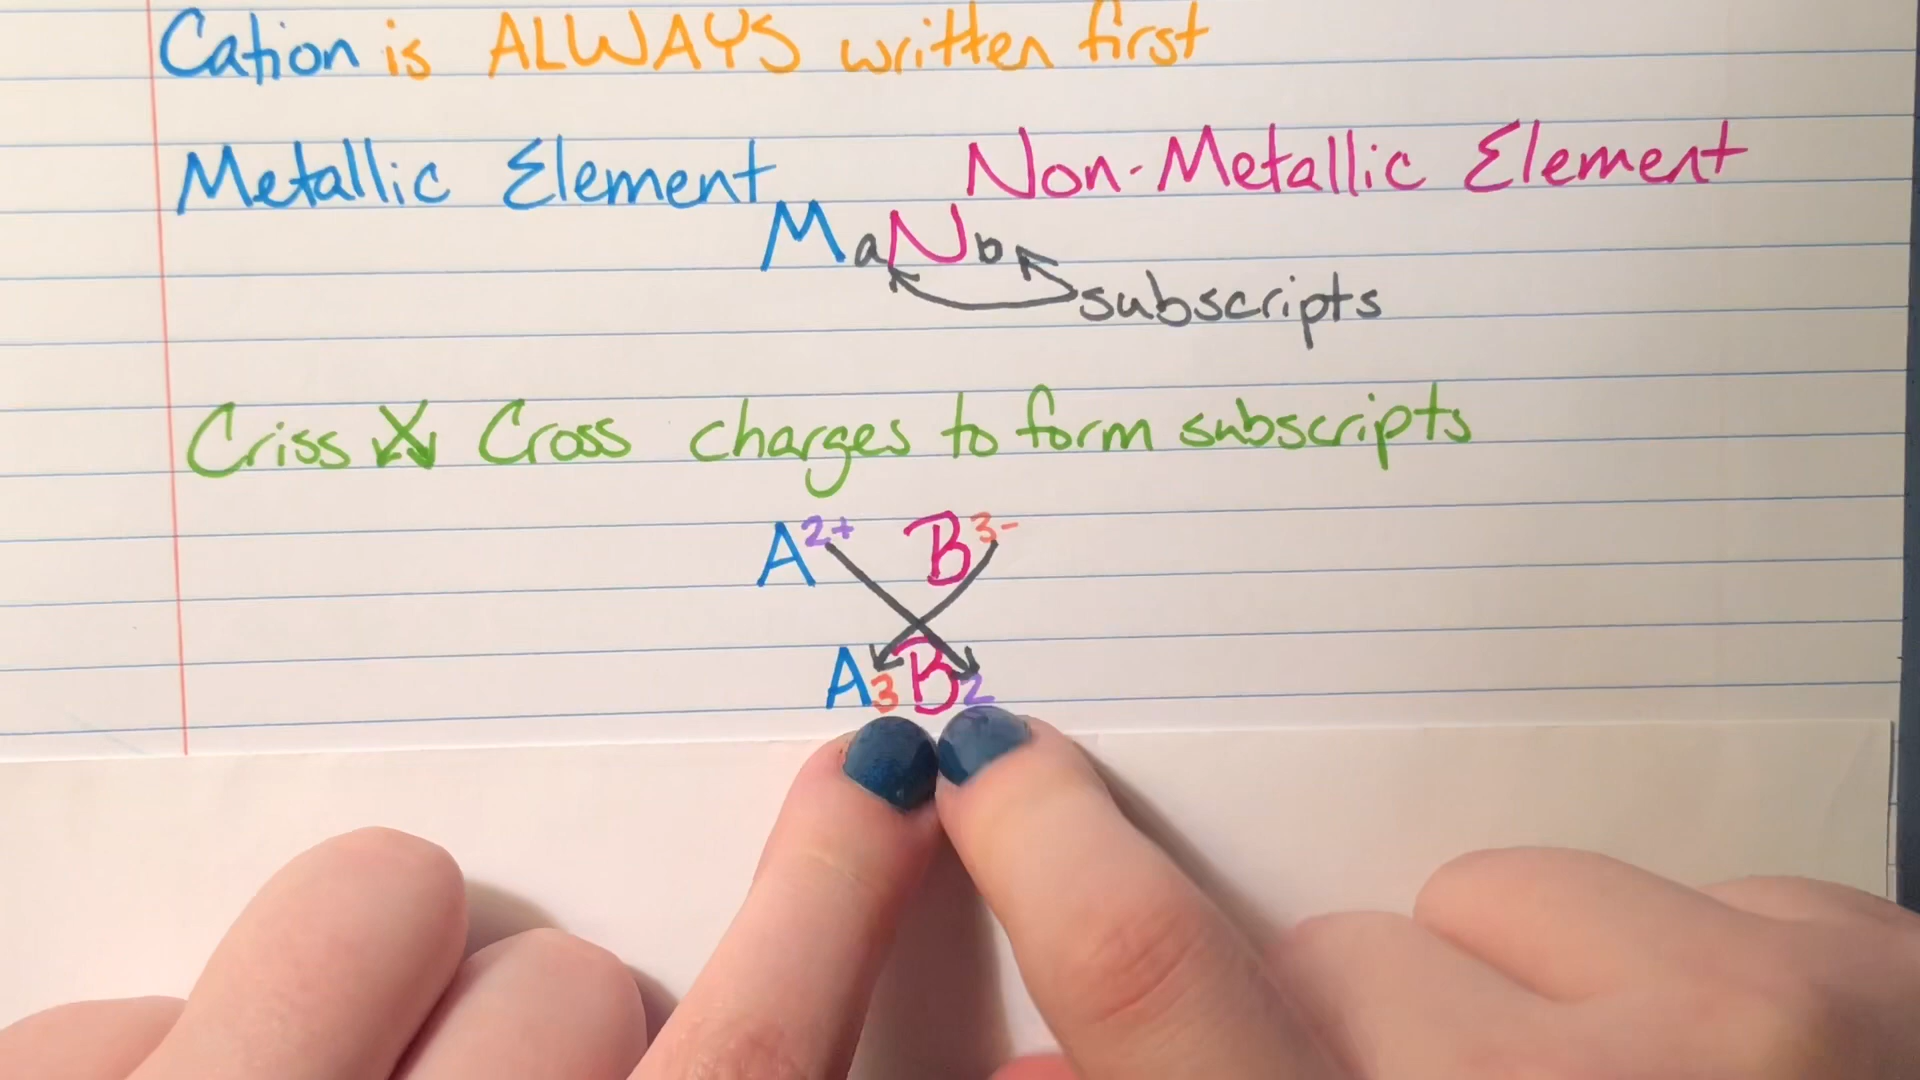 Cation is ALWAYS written first
Metallic Element Non-Metallic Element
MaNb
subscripts
Criss Cross charges to form subscripts
A2+ B3-
A3B2